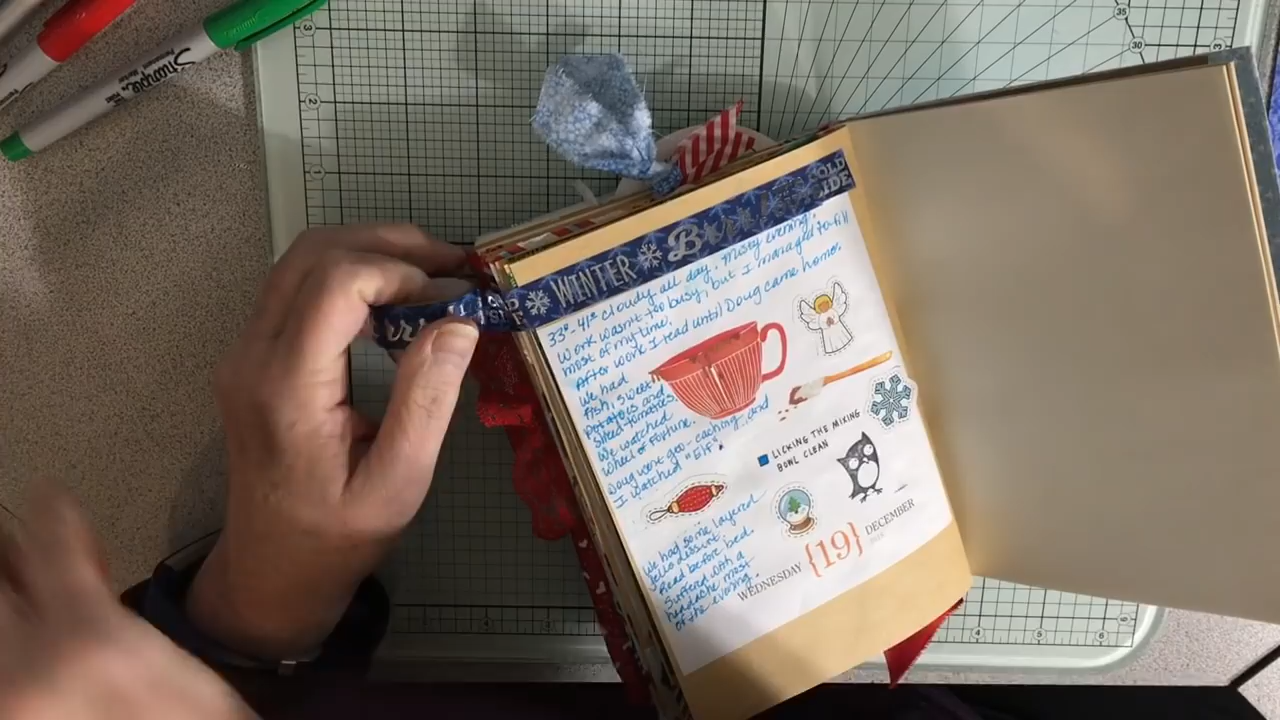 Sharpie
WINTER
OLD
SIDE
33°-41° cloudy all day. Misty evening.
Work wasn't too busy, but I managed to fill
most of my time.
After work I read until Doug came home.
We had
fish, sweet
potatoes and
sliced tomatoes.
We watched
Wheel of Fortune.
Doug went geo-caching and
I watched "Elf".
LICKING THE MIXING
BOWL CLEAN
We had some layered
Jello dessert.
Read before bed.
Suffered with a
headache most
of the evening.
WEDNESDAY {19} DECEMBER